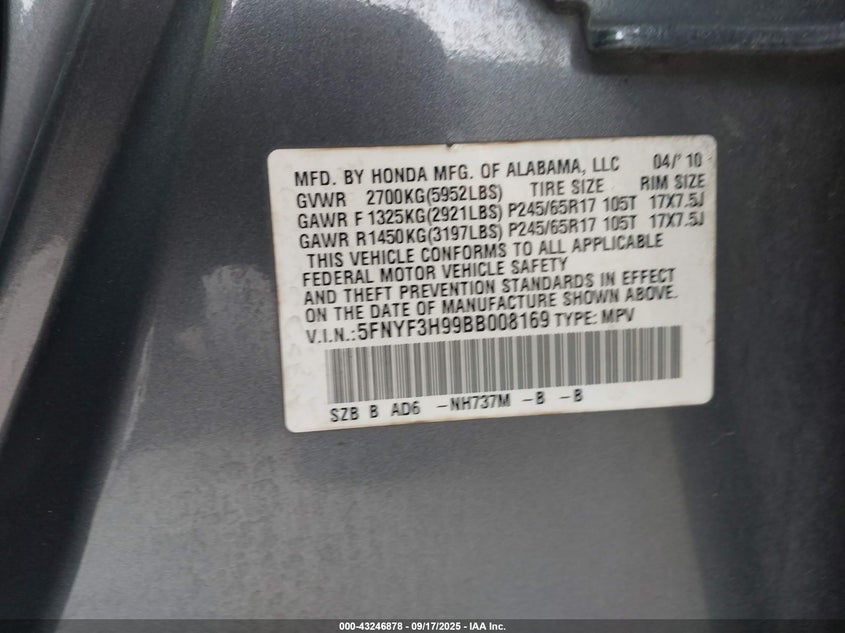 MFD. BY HONDA MFG. OF ALABAMA, LLC 04/'10
GVWR 2700KG(5952LBS) TIRE SIZE RIM SIZE
GAWR F 1325KG(2921LBS) P245/65R17 105T 17X7.5J
GAWR R1450KG(3197LBS) P245/65R17 105T 17X7.5J
THIS VEHICLE CONFORMS TO ALL APPLICABLE
FEDERAL MOTOR VEHICLE SAFETY
AND THEFT PREVENTION STANDARDS IN EFFECT
ON THE DATE OF MANUFACTURE SHOWN ABOVE.
V.I.N.:5FNYF3H99BB008169 TYPE: MPV
SZB B AD6 -NH737M -B -B
000-43246878 - 09/17/2025 - IAA Inc.